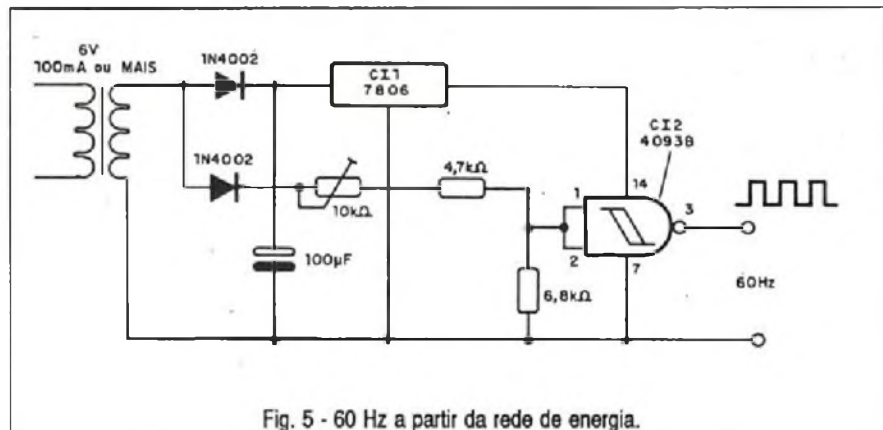 6V
100mA ou MAIS
1N4002
CI1
7806
CI2
4093B
1N4002
4,7kΩ
10kΩ
14
1
3
2
7
100µF
6,8kΩ
60Hz
Fig. 5 - 60 Hz a partir da rede de energia.